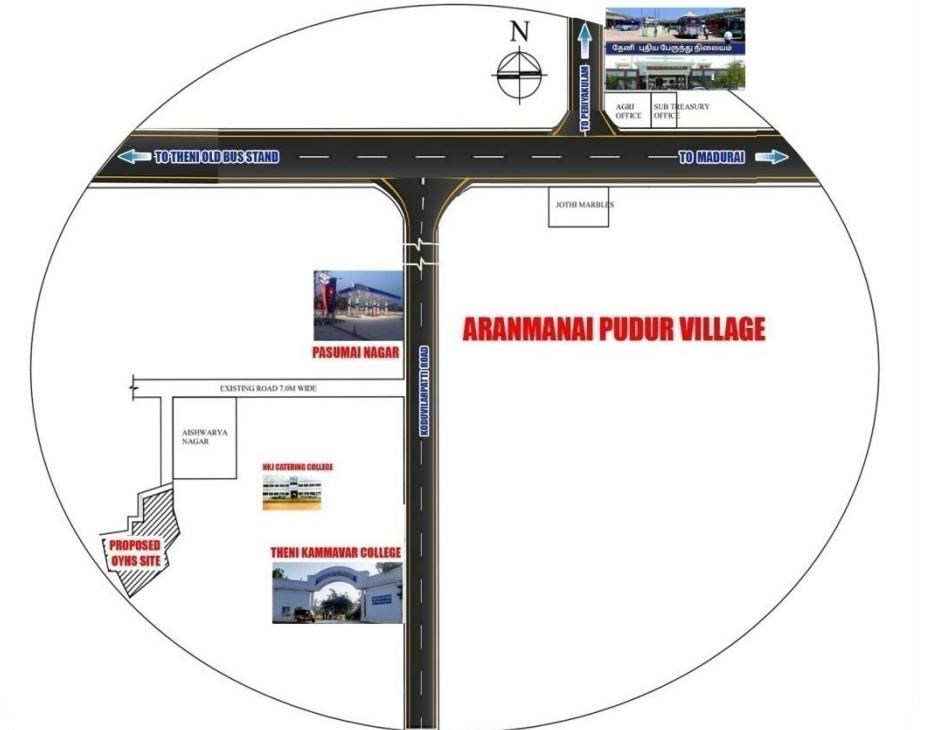 N
தேனி புதிய பேருந்து நிலையம்
TO PERIYAKULAM
AGRI
OFFICE
SUB TREASURY
OFFICE
TO THENI OLD BUS STAND
TO MADURAI
JOTHI MARBLES
ARANMANAI PUDUR VILLAGE
PASUMAI NAGAR
KODUVILARPATTI ROAD
EXISTING ROAD 7.0M WIDE
AISHWARYA
NAGAR
NKJ CATERING COLLEGE
PROPOSED
OYHS SITE
THENI KAMMAVAR COLLEGE